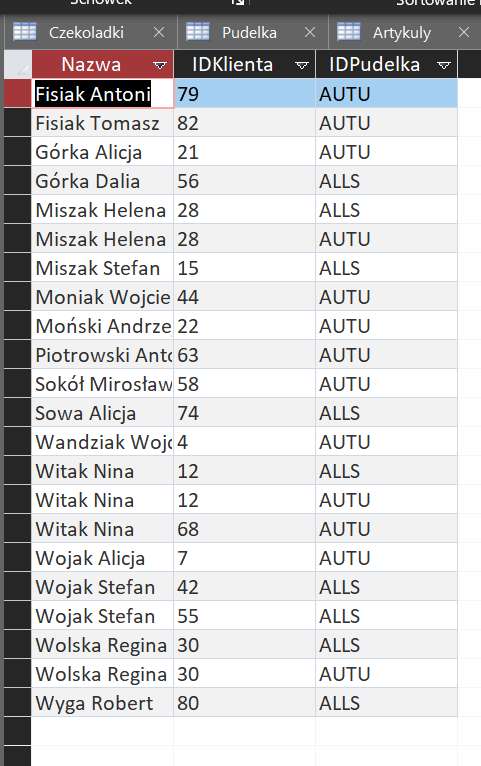 Schowek Sortowanie
Czekoladki Pudelka Artykuly
Nazwa IDKlienta IDPudelka
Fisiak Antoni 79 AUTU
Fisiak Tomasz 82 AUTU
Górka Alicja 21 AUTU
Górka Dalia 56 ALLS
Miszak Helena 28 ALLS
Miszak Helena 28 AUTU
Miszak Stefan 15 ALLS
Moniak Wojcie 44 AUTU
Moński Andrze 22 AUTU
Piotrowski Anto 63 AUTU
Sokół Mirosław 58 AUTU
Sowa Alicja 74 ALLS
Wandziak Wojc 4 AUTU
Witak Nina 12 ALLS
Witak Nina 12 AUTU
Witak Nina 68 AUTU
Wojak Alicja 7 AUTU
Wojak Stefan 42 ALLS
Wojak Stefan 55 ALLS
Wolska Regina 30 ALLS
Wolska Regina 30 AUTU
Wyga Robert 80 ALLS